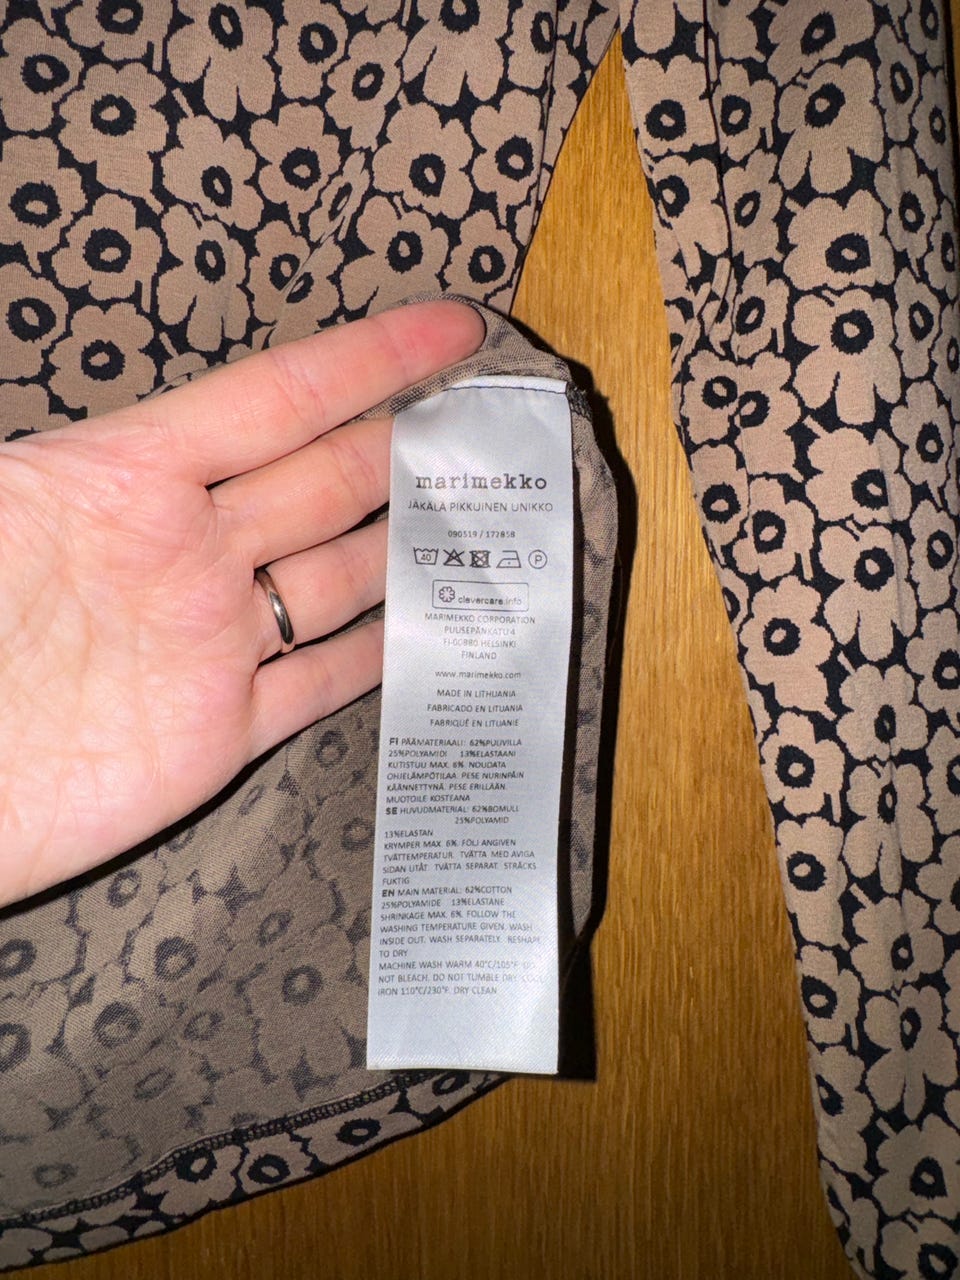 marimekko
JÄKÄLÄ PIKKUINEN UNIKKO
090519 / 172858
40 P
clevercare.info
MARIMEKKO CORPORATION
PUUSEPÄNKATU 4
FI-00880 HELSINKI
FINLAND
www.marimekko.com
MADE IN LITHUANIA
FABRICADO EN LITUANIA
FABRIQUÉ EN LITUANIE
FI PÄÄMATERIAALI: 62%PUUVILLA
25%POLYAMIDI 13%ELASTAANI
KUTISTUU MAX. 6%. NOUDATA
OHJELÄMPÖTILAA. PESE NURINPÄIN
KÄÄNNETTYNÄ. PESE ERILLÄÄN.
MUOTOILE KOSTEANA
SE HUVUDMATERIAL: 62%BOMULL
25%POLYAMID
13%ELASTAN
KRYMPER MAX. 6%. FÖLJ ANGIVEN
TVÄTTEMPERATUR. TVÄTTA MED AVIGA
SIDAN UTÅT. TVÄTTA SEPARAT. STRÄCKS
FUKTIG
EN MAIN MATERIAL: 62%COTTON
25%POLYAMIDE 13%ELASTANE
SHRINKAGE MAX. 6%. FOLLOW THE
WASHING TEMPERATURE GIVEN. WASH
INSIDE OUT. WASH SEPARATELY. RESHAPE
TO DRY
MACHINE WASH WARM 40°C/105°F. DO
NOT BLEACH. DO NOT TUMBLE DRY. COOL
IRON 110°C/230°F. DRY CLEAN